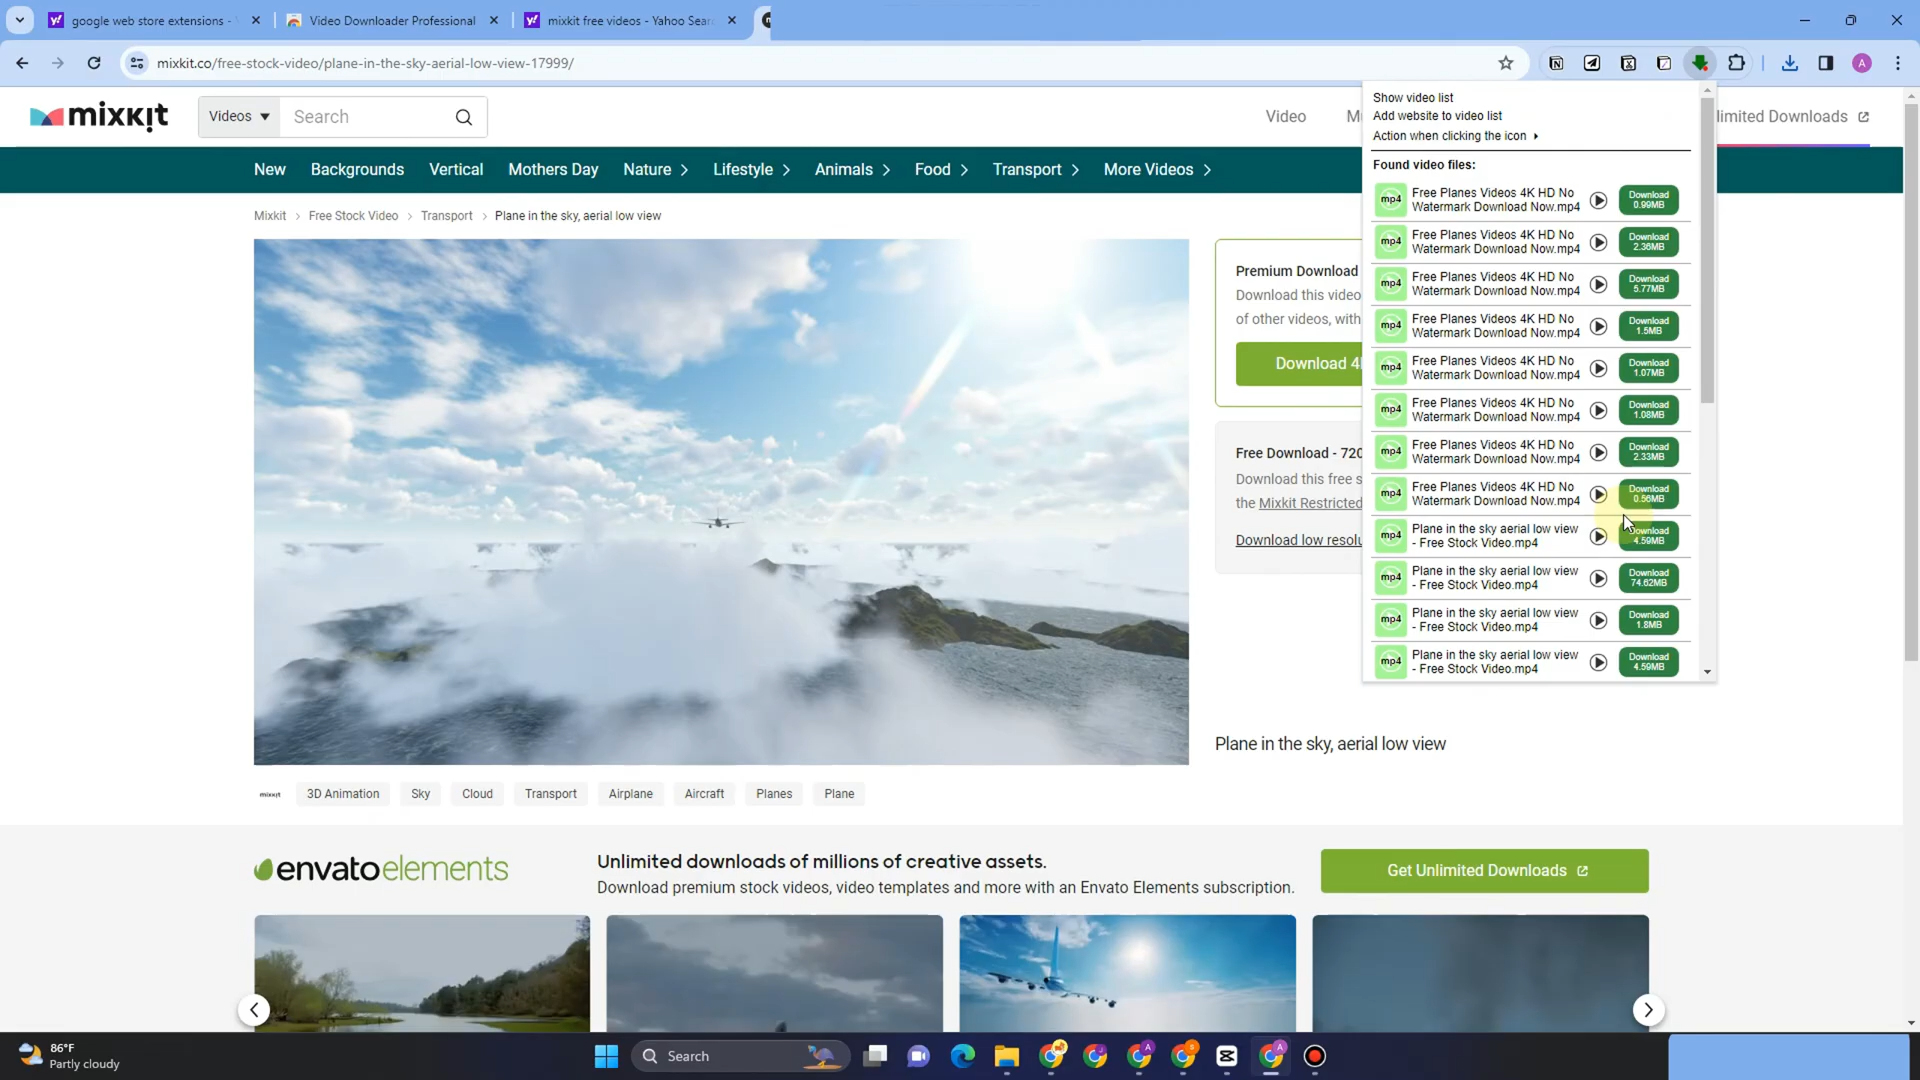 google web store extensions -
Video Downloader Professional
mixkit free videos - Yahoo Sear
mixkit.co/free-stock-video/plane-in-the-sky-aerial-low-view-17999/
A
mixkit
Videos
Search
Video
Mu
limited Downloads
New
Backgrounds
Vertical
Mothers Day
Nature
Lifestyle
Animals
Food
Transport
More Videos
Mixkit > Free Stock Video > Transport > Plane in the sky, aerial low view
Premium Download
Download this video
of other videos, with
Download 4
Free Download - 720
Download this free s
the Mixkit Restricted
Download low resolu
Show video list
Add website to video list
Action when clicking the icon
Found video files:
mp4 Free Planes Videos 4K HD No
Watermark Download Now.mp4
Download
0.99MB
mp4 Free Planes Videos 4K HD No
Watermark Download Now.mp4
Download
2.36MB
mp4 Free Planes Videos 4K HD No
Watermark Download Now.mp4
Download
5.77MB
mp4 Free Planes Videos 4K HD No
Watermark Download Now.mp4
Download
1.5MB
mp4 Free Planes Videos 4K HD No
Watermark Download Now.mp4
Download
1.07MB
mp4 Free Planes Videos 4K HD No
Watermark Download Now.mp4
Download
1.08MB
mp4 Free Planes Videos 4K HD No
Watermark Download Now.mp4
Download
2.33MB
mp4 Free Planes Videos 4K HD No
Watermark Download Now.mp4
Download
0.56MB
mp4 Plane in the sky aerial low view
- Free Stock Video.mp4
Download
4.59MB
mp4 Plane in the sky aerial low view
- Free Stock Video.mp4
Download
74.62MB
mp4 Plane in the sky aerial low view
- Free Stock Video.mp4
Download
1.8MB
mp4 Plane in the sky aerial low view
- Free Stock Video.mp4
Download
4.59MB
Plane in the sky, aerial low view
mixkit
3D Animation
Sky
Cloud
Transport
Airplane
Aircraft
Planes
Plane
envatoelements
Unlimited downloads of millions of creative assets.
Download premium stock videos, video templates and more with an Envato Elements subscription.
Get Unlimited Downloads
86°F
Partly cloudy
Search